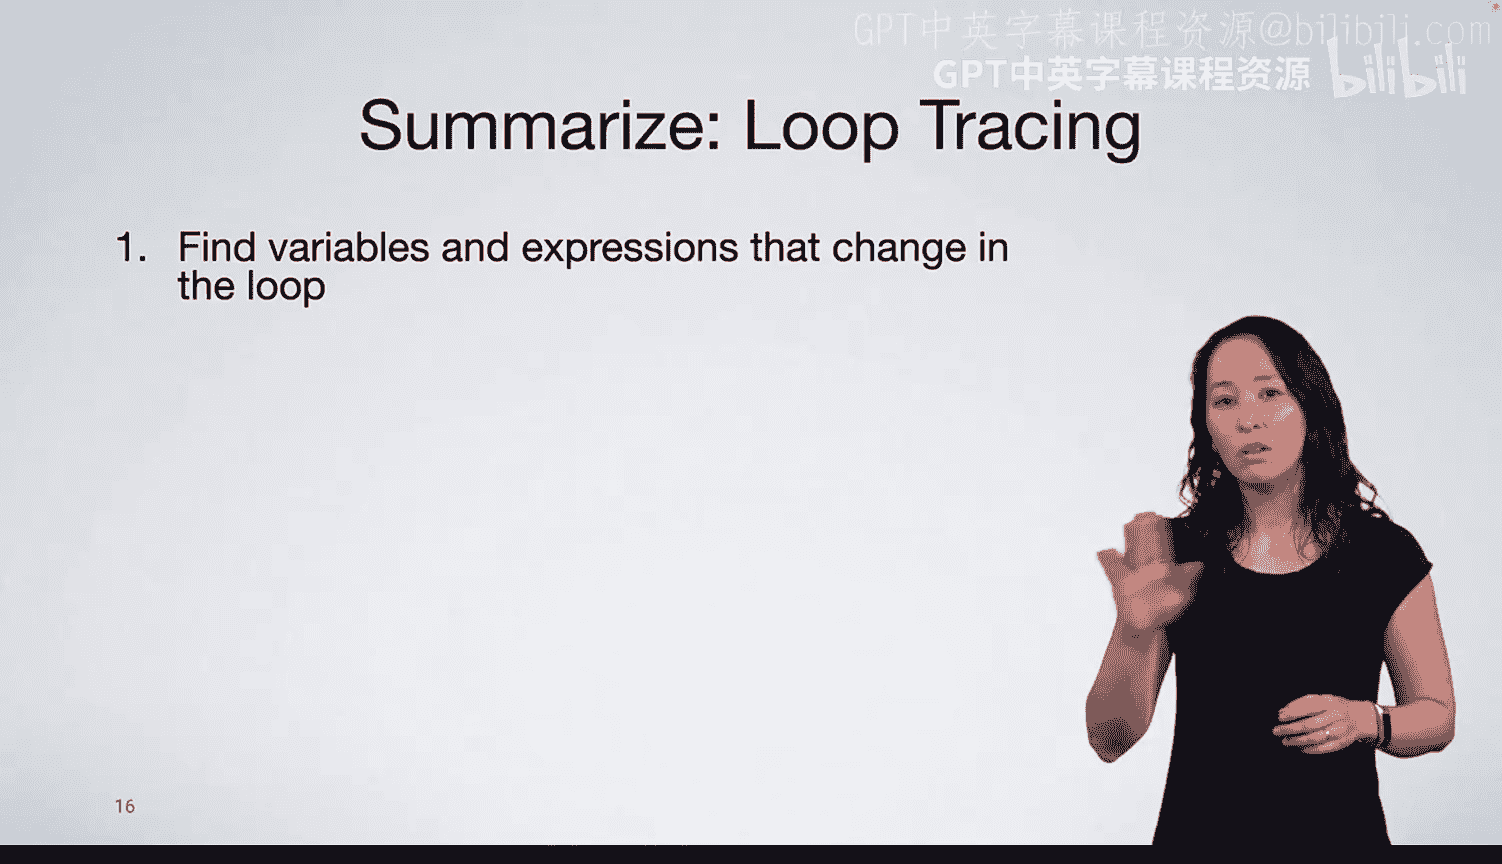 GPT中英字幕课程资源@bilibili.com
GPT中英字幕课程资源 bilibili
Summarize: Loop Tracing
1. Find variables and expressions that change in
the loop
16